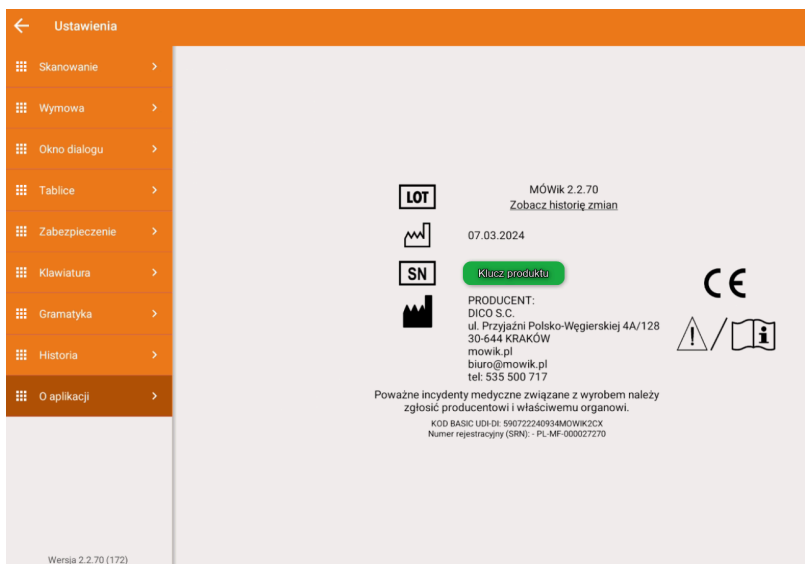 Ustawienia
Skanowanie
Wymowa
Okno dialogu
Tablice
Zabezpieczenie
Klawiatura
Gramatyka
Historia
O aplikacji
Wersja 2.2.70 (172)
LOT
MÓWik 2.2.70
Zobacz historię zmian
07.03.2024
SN
Klucz produktu
PRODUCENT:
DICO S.C.
ul. Przyjaźni Polsko-Węgierskiej 4A/128
30-644 KRAKÓW
mowik.pl
biuro@mowik.pl
tel: 535 500 717
CE
Poważne incydenty medyczne związane z wyrobem należy
zgłosić producentowi i właściwemu organowi.
KOD BASIC UDI-DI: 590722240934MOWIK2CX
Numer rejestracyjny (SRN): - PL-MF-000027270